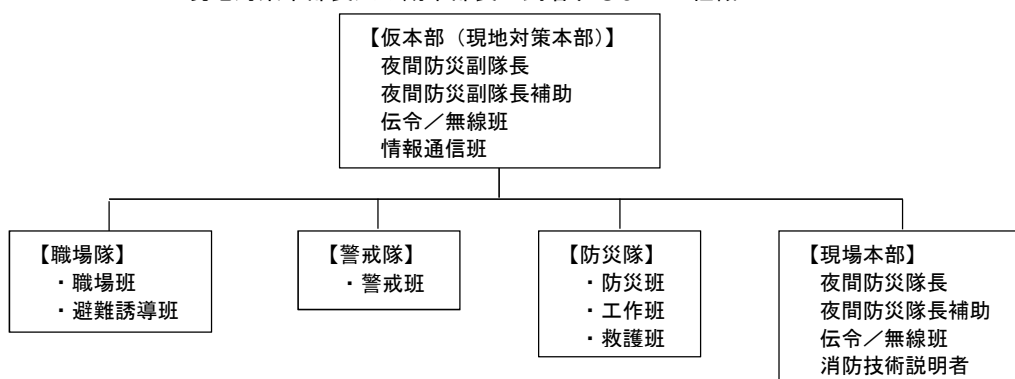 【仮本部（現地対策本部）】
夜間防災副隊長
夜間防災副隊長補助
伝令／無線班
情報通信班
【職場隊】
・職場班
・避難誘導班
【警戒隊】
・警戒班
【防災隊】
・防災班
・工作班
・救護班
【現場本部】
夜間防災隊長
夜間防災隊長補助
伝令／無線班
消防技術説明者